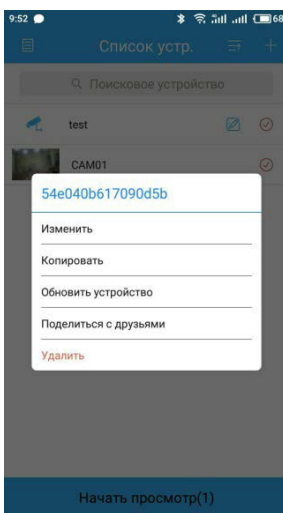 9:52 68
Список устр.
Поисковое устройство
test
CAM01
54e040b617090d5b
Изменить
Копировать
Обновить устройство
Поделиться с друзьями
Удалить
Начать просмотр(1)